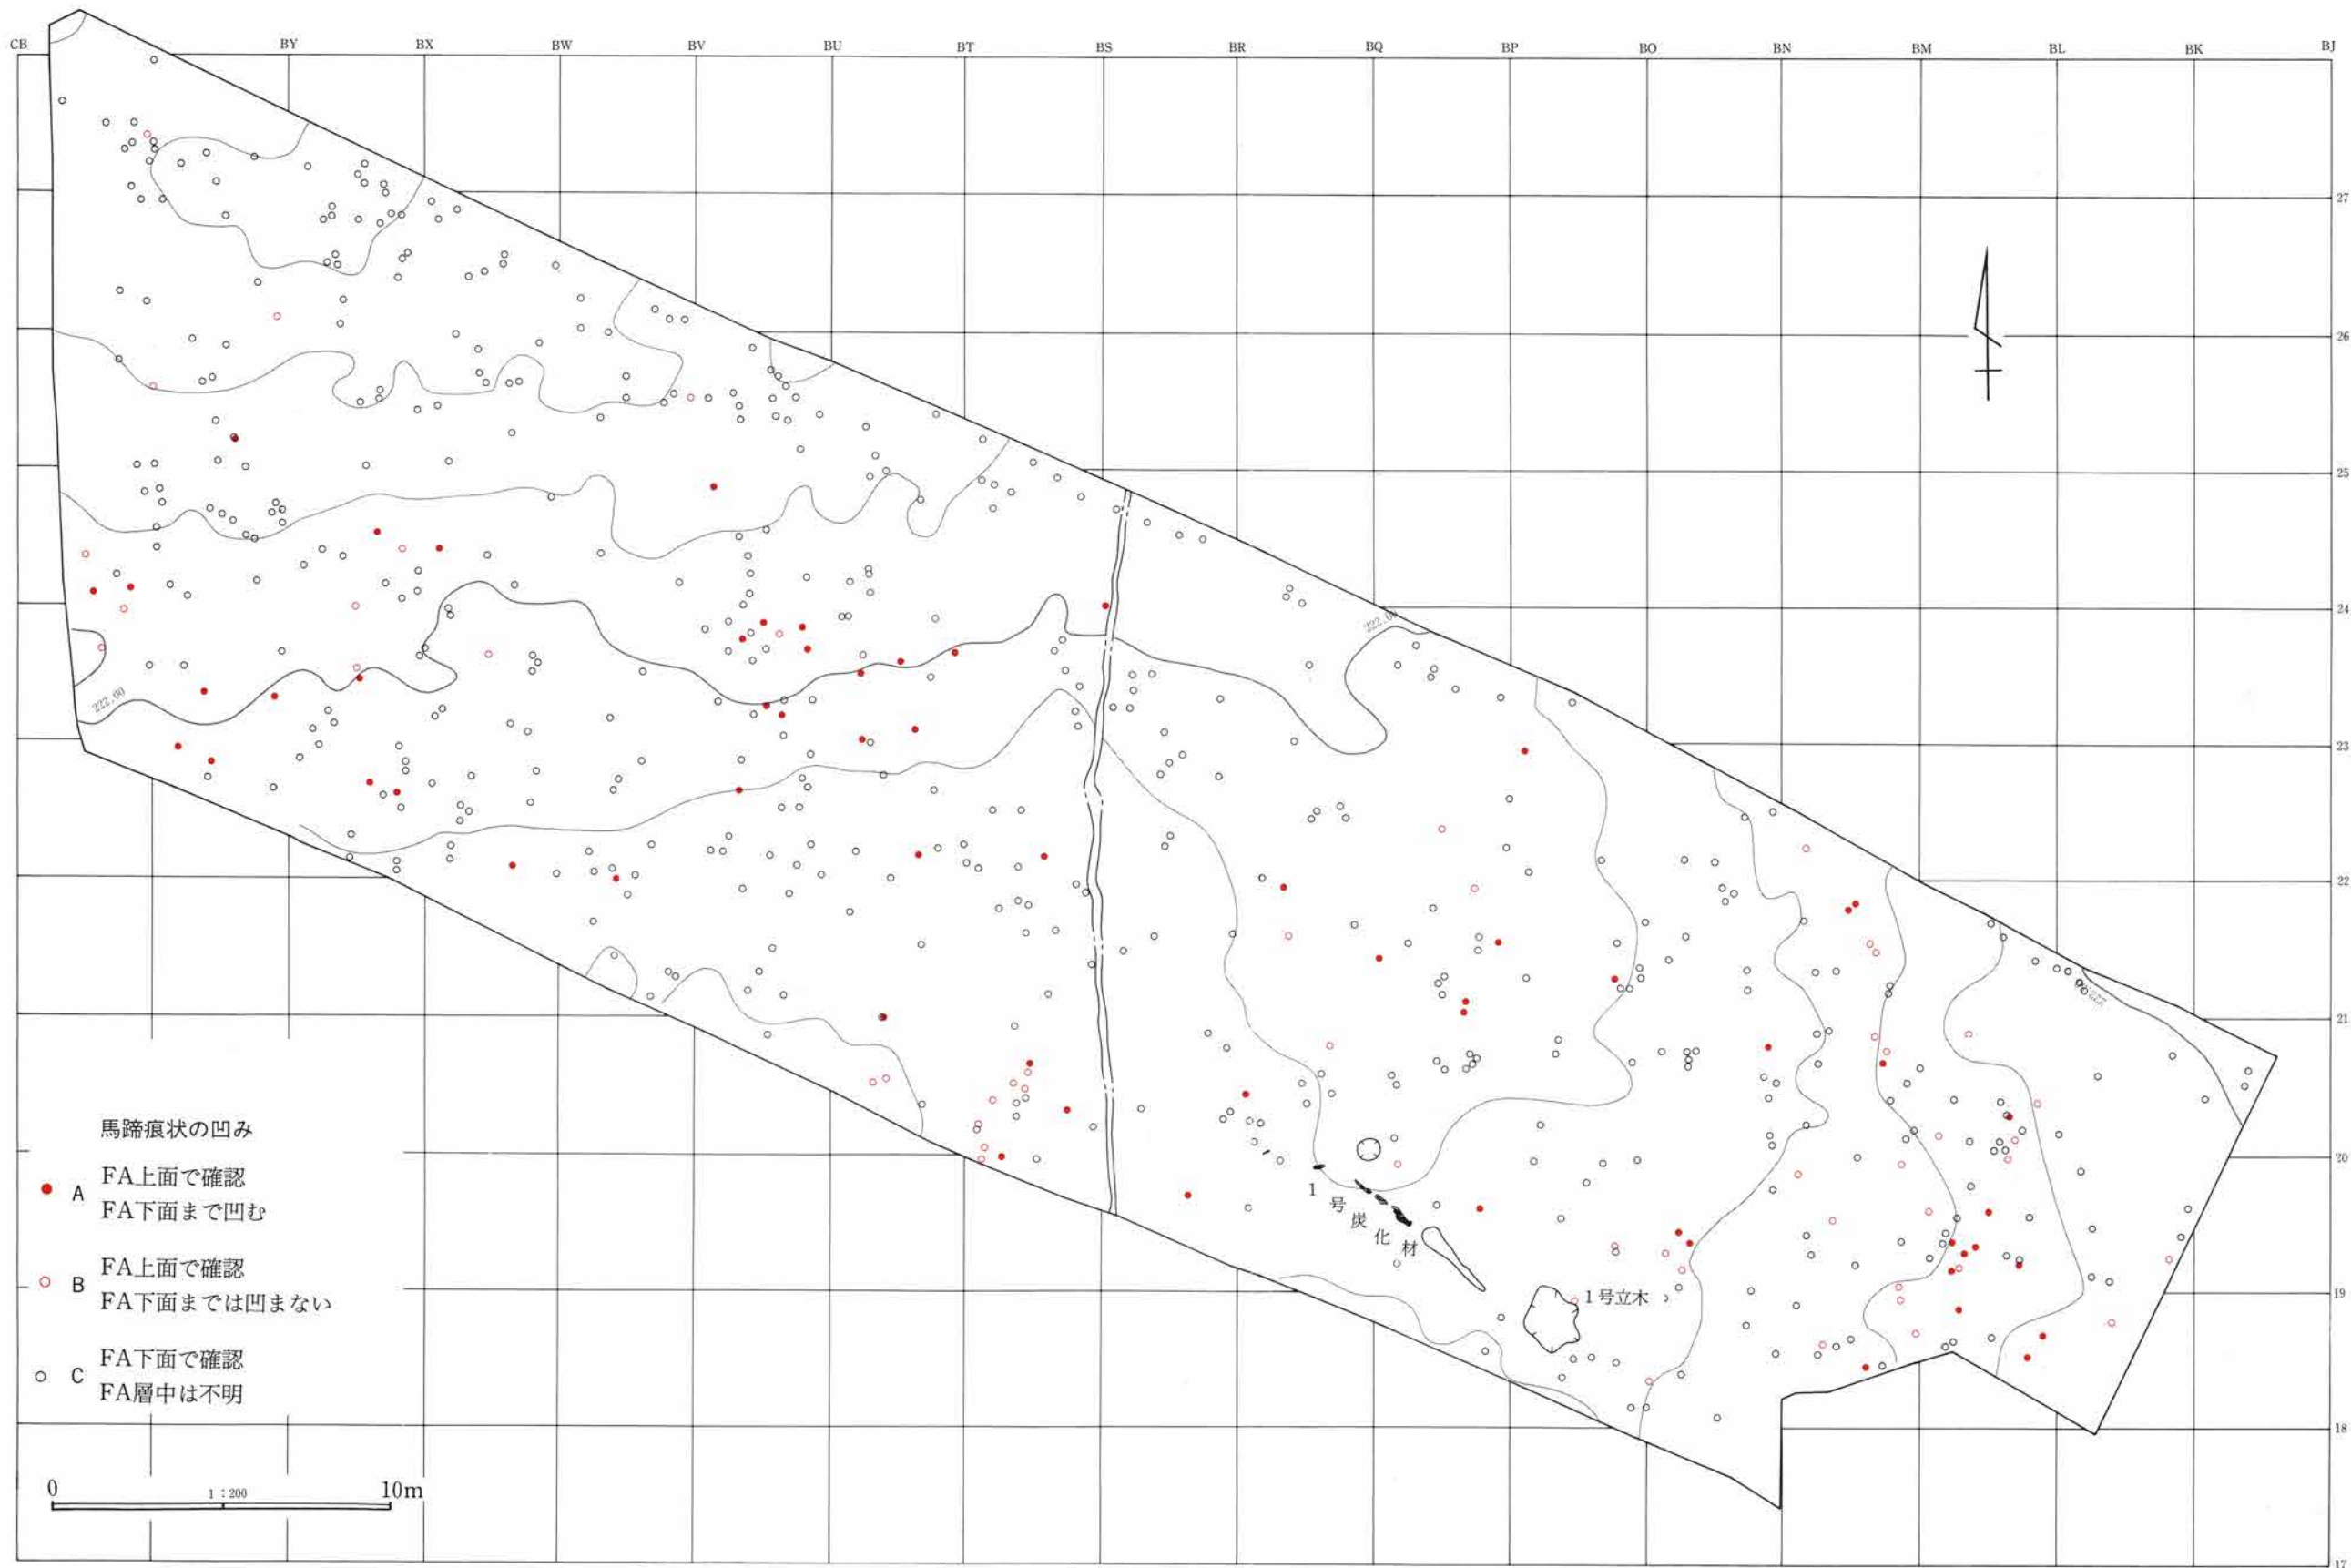 CB BY BX BW BV BU BT BS BR BQ BP BO BN BM BL BK BJ
27
26
25
24
222.00
23
222.00
22
222.00
21
20
19
18
17
1号炭化材
1号立木
馬蹄痕状の凹み
A FA上面で確認
FA下面まで凹む
B FA上面で確認
FA下面までは凹まない
C FA下面で確認
FA層中は不明
0 1:200 10m